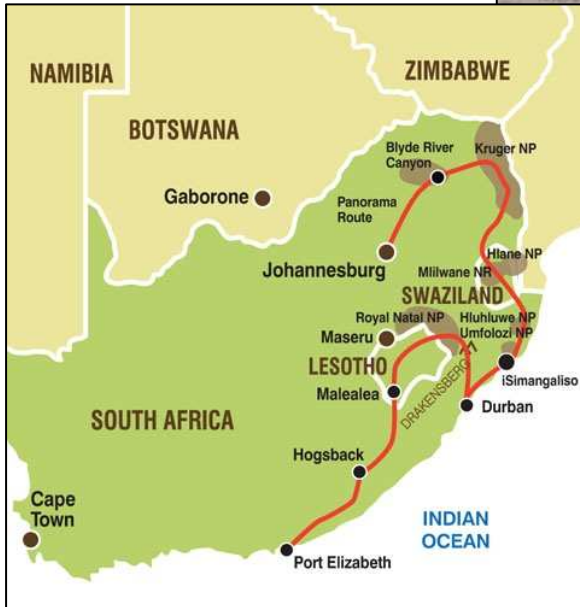 NAMIBIA
ZIMBABWE
BOTSWANA
Blyde River
Canyon
Kruger NP
Gaborone
Panorama
Route
Johannesburg
Hlane NP
Mlilwane NR
SWAZILAND
Royal Natal NP
Hluhluwe NP
Umfolozi NP
Maseru
LESOTHO
iSimangaliso
Malealea
DRAKENSBERG
Durban
SOUTH AFRICA
Hogsback
Cape
Town
INDIAN
OCEAN
Port Elizabeth